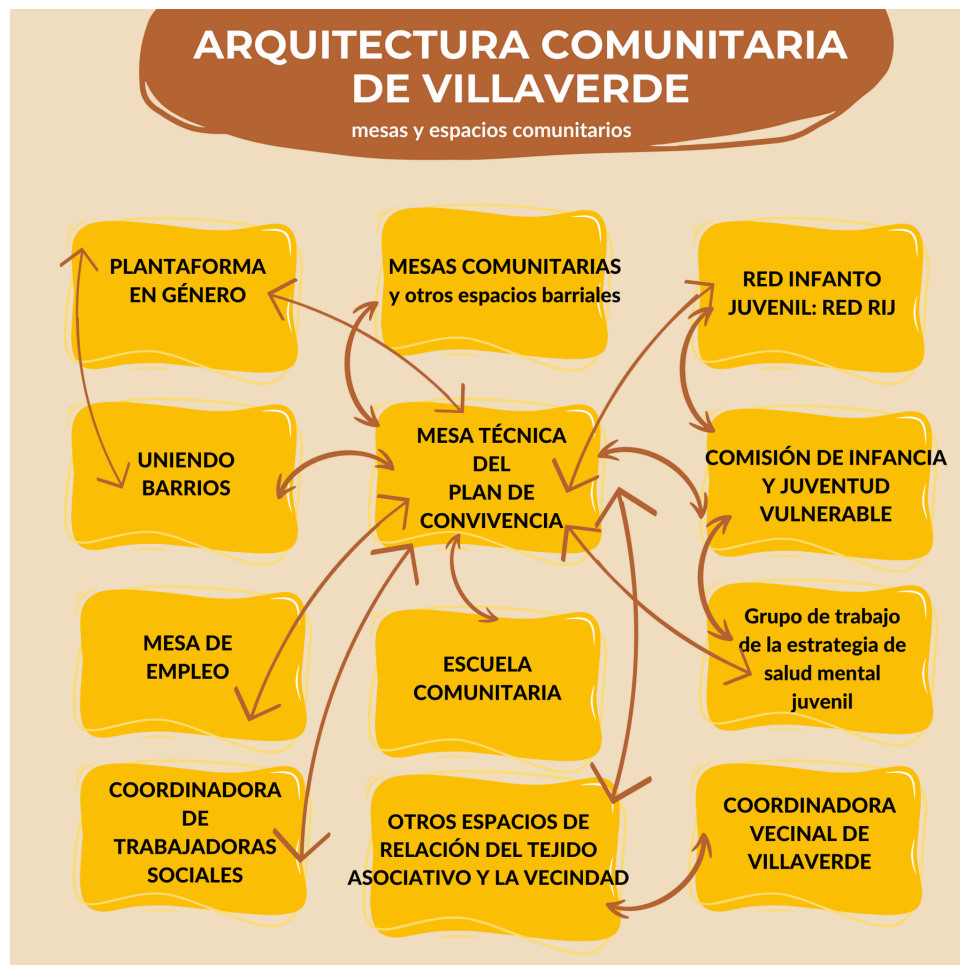 ARQUITECTURA COMUNITARIA
DE VILLAVERDE
mesas y espacios comunitarios
PLANTAFORMA
EN GÉNERO
MESAS COMUNITARIAS
y otros espacios barriales
RED INFANTO
JUVENIL: RED RIJ
UNIENDO
BARRIOS
MESA TÉCNICA
DEL
PLAN DE
CONVIVENCIA
COMISIÓN DE INFANCIA
Y JUVENTUD
VULNERABLE
MESA DE
EMPLEO
ESCUELA
COMUNITARIA
Grupo de trabajo
de la estrategia de
salud mental
juvenil
COORDINADORA
DE
TRABAJADORAS
SOCIALES
OTROS ESPACIOS DE
RELACIÓN DEL TEJIDO
ASOCIATIVO Y LA VECINDAD
COORDINADORA
VECINAL DE
VILLAVERDE